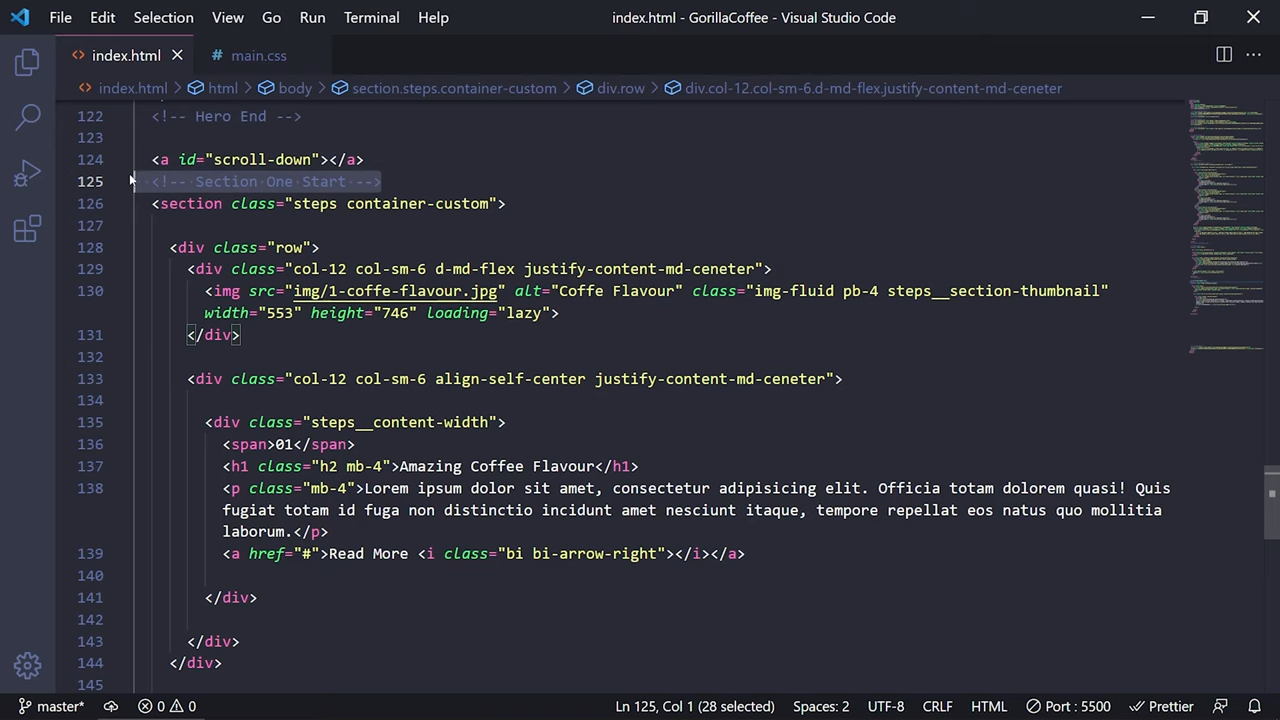 File Edit Selection View Go Run Terminal Help index.html - GorillaCoffee - Visual Studio Code
<> index.html # main.css
<> index.html > html > body > section.steps.container-custom > div.row > div.col-12.col-sm-6.d-md-flex.justify-content-md-ceneter
122 <!-- Hero End -->
123
124 <a id="scroll-down"></a>
125 <!-- Section One Start -->
126 <section class="steps container-custom">
127
128 <div class="row">
129 <div class="col-12 col-sm-6 d-md-flex justify-content-md-ceneter">
130 <img src="img/1-coffe-flavour.jpg" alt="Coffe Flavour" class="img-fluid pb-4 steps__section-thumbnail"
width="553" height="746" loading="lazy">
131 </div>
132
133 <div class="col-12 col-sm-6 align-self-center justify-content-md-ceneter">
134
135 <div class="steps__content-width">
136 <span>01</span>
137 <h1 class="h2 mb-4">Amazing Coffee Flavour</h1>
138 <p class="mb-4">Lorem ipsum dolor sit amet, consectetur adipisicing elit. Officia totam dolorem quasi! Quis
fugiat totam id fuga non distinctio incidunt amet nesciunt itaque, tempore repellat eos natus quo mollitia
laborum.</p>
139 <a href="#">Read More <i class="bi bi-arrow-right"></i></a>
140
141 </div>
142
143 </div>
144 </div>
145
master* 0 0 Ln 125, Col 1 (28 selected) Spaces: 2 UTF-8 CRLF HTML Port : 5500 Prettier